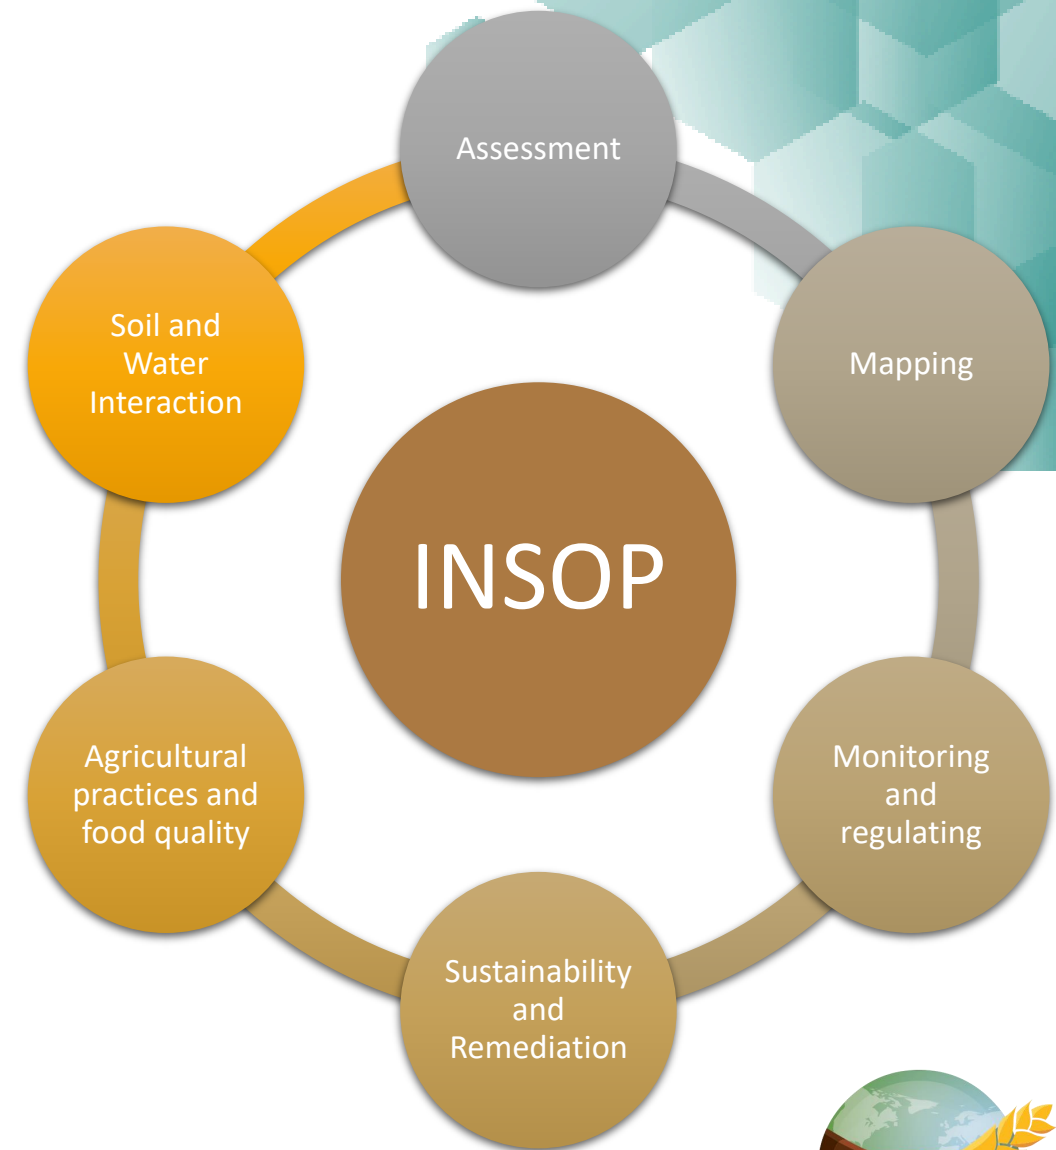 Assessment
Mapping
Monitoring
and
regulating
Sustainability
and
Remediation
Agricultural
practices and
food quality
Soil and
Water
Interaction
INSOP